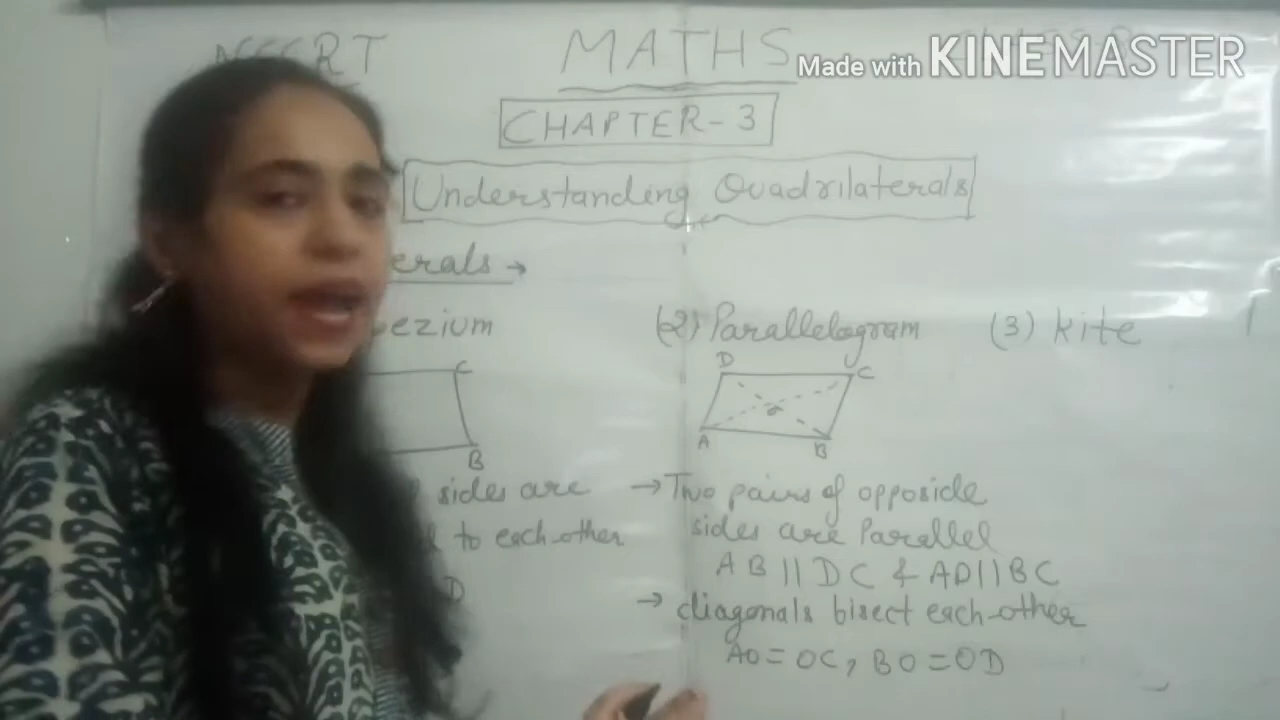 MATHS
Made with KINEMASTER
CHAPTER-3
Understanding Quadrilaterals
erals →
ezium
(2) Parallelogram
(3) kite
C
B
D
C
A
B
o
sides are
to each-other
D
→ Two pairs of opposide
sides are Parallel
AB || DC & AD || BC
→ diagonals bisect each-other
AO = OC, BO = OD